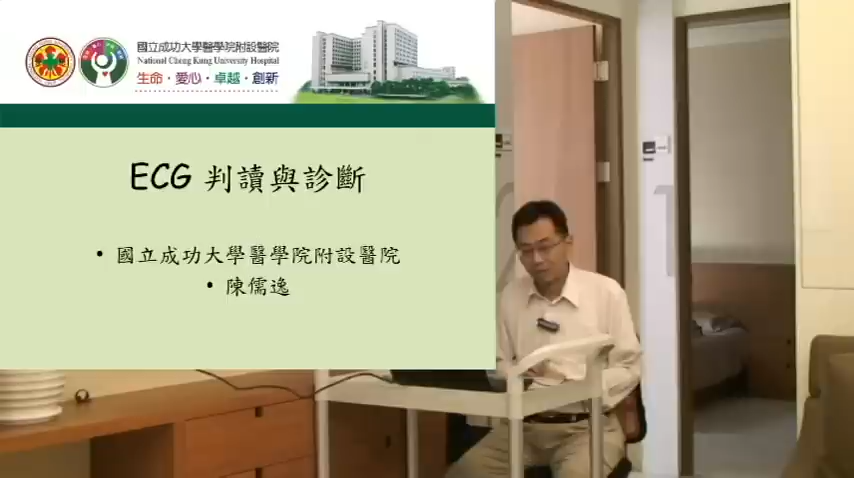 國立成功大學醫學院附設醫院
National Cheng Kung University Hospital
生命・愛心・卓越・創新
ECG 判讀與診斷
• 國立成功大學醫學院附設醫院
• 陳儒逸